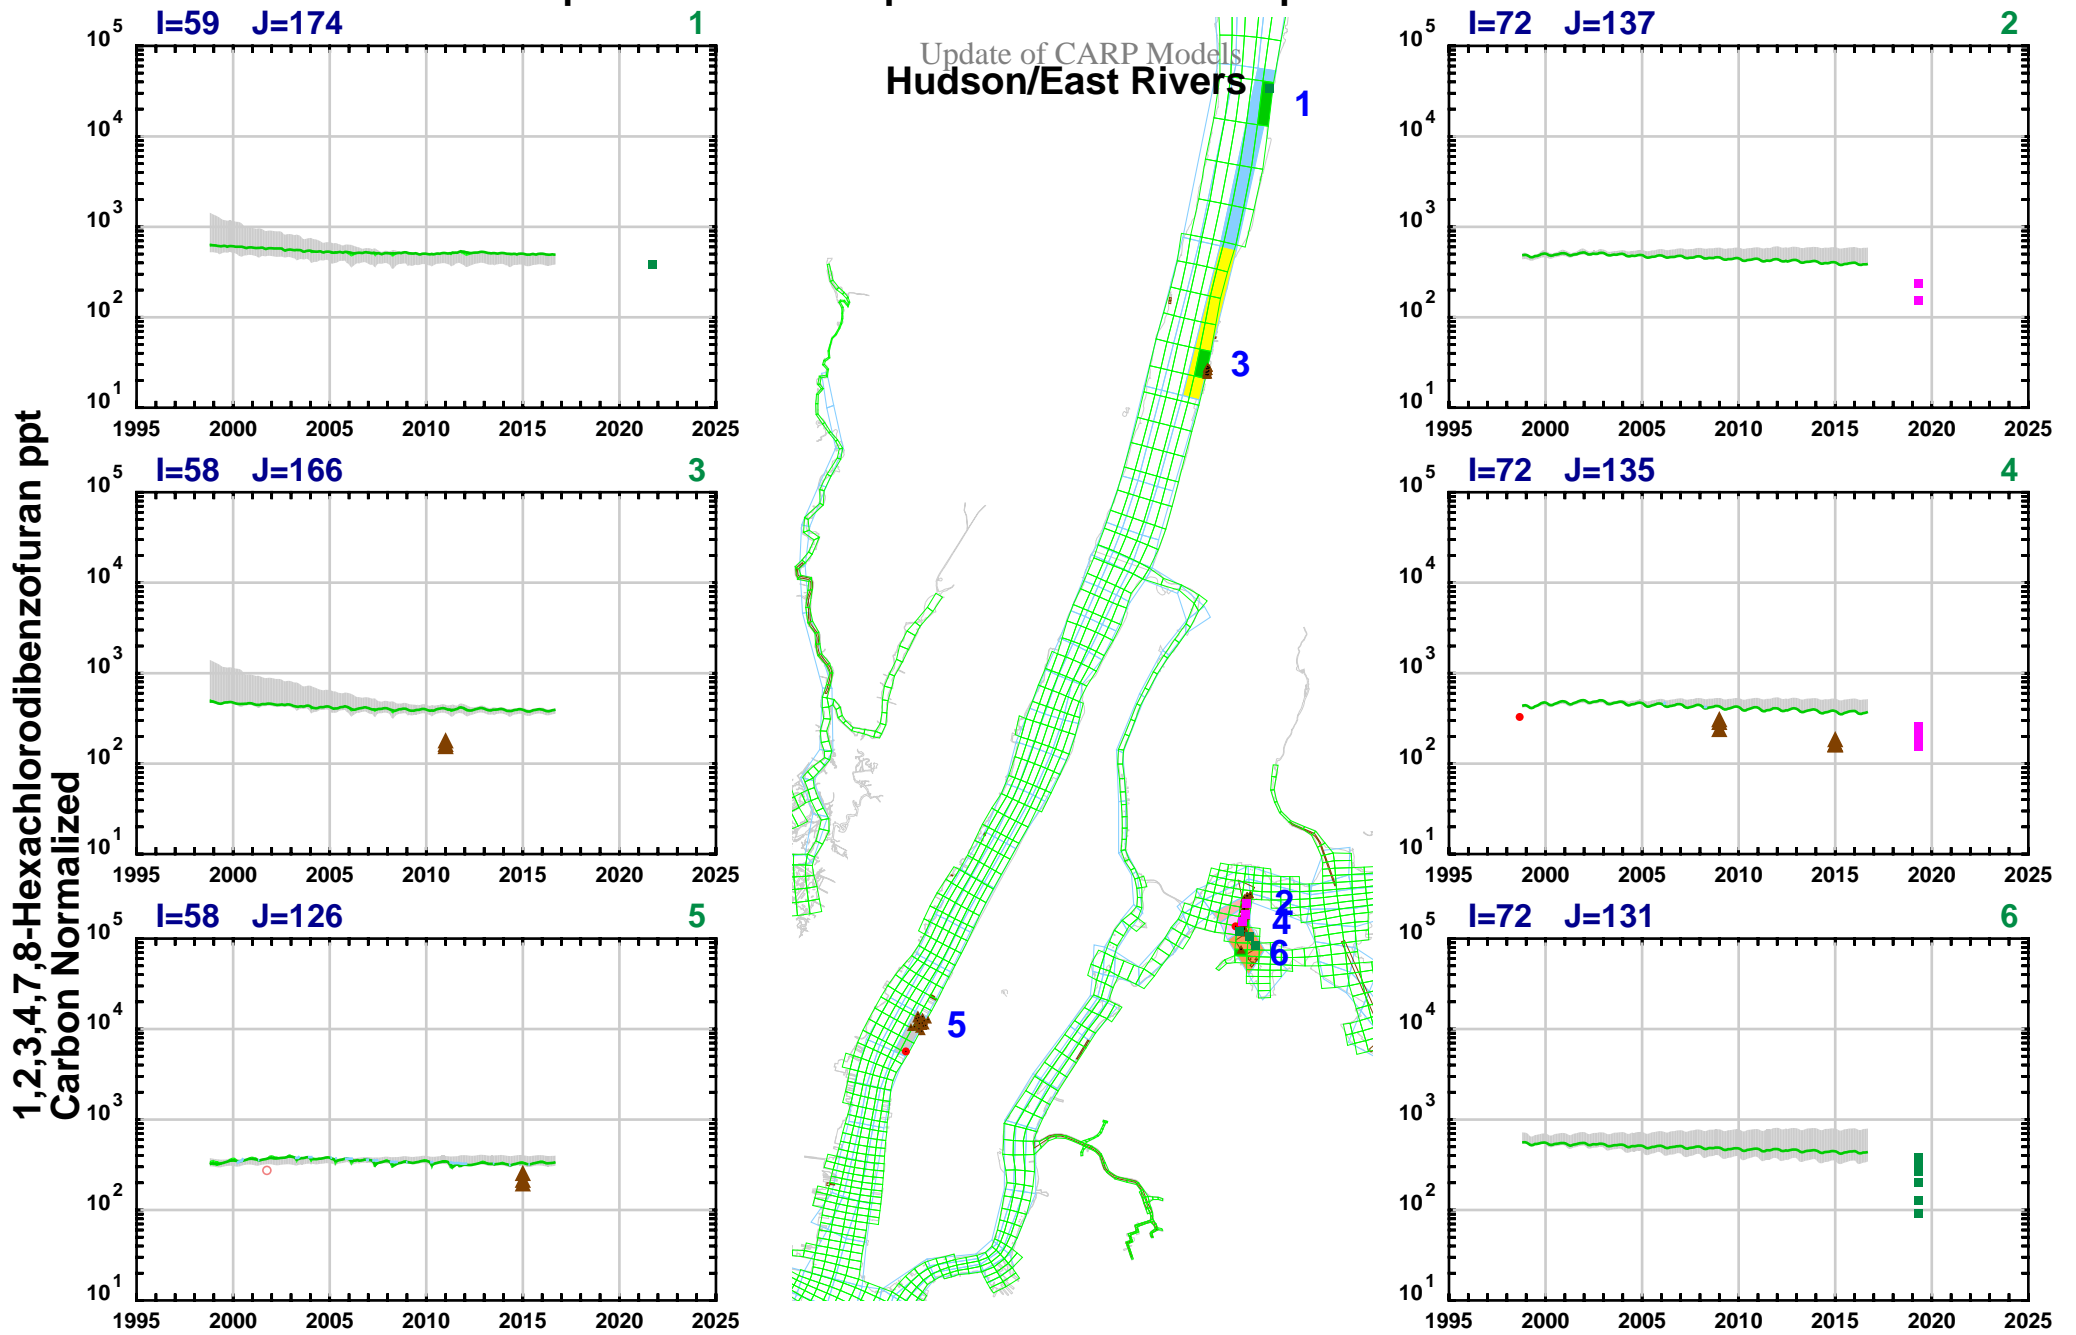 Update of CARP Models
Hudson/East Rivers
1,2,3,4,7,8-Hexachlorodibenzofuran ppt
Carbon Normalized
I=59 J=174 1
10^5
10^4
10^3
10^2
10^1
1995 2000 2005 2010 2015 2020 2025
I=72 J=137 2
10^5
10^4
10^3
10^2
10^1
1995 2000 2005 2010 2015 2020 2025
I=58 J=166 3
10^5
10^4
10^3
10^2
10^1
1995 2000 2005 2010 2015 2020 2025
I=72 J=135 4
10^5
10^4
10^3
10^2
10^1
1995 2000 2005 2010 2015 2020 2025
I=58 J=126 5
10^5
10^4
10^3
10^2
10^1
1995 2000 2005 2010 2015 2020 2025
I=72 J=131 6
10^5
10^4
10^3
10^2
10^1
1995 2000 2005 2010 2015 2020 2025
1
3
2
4
6
5